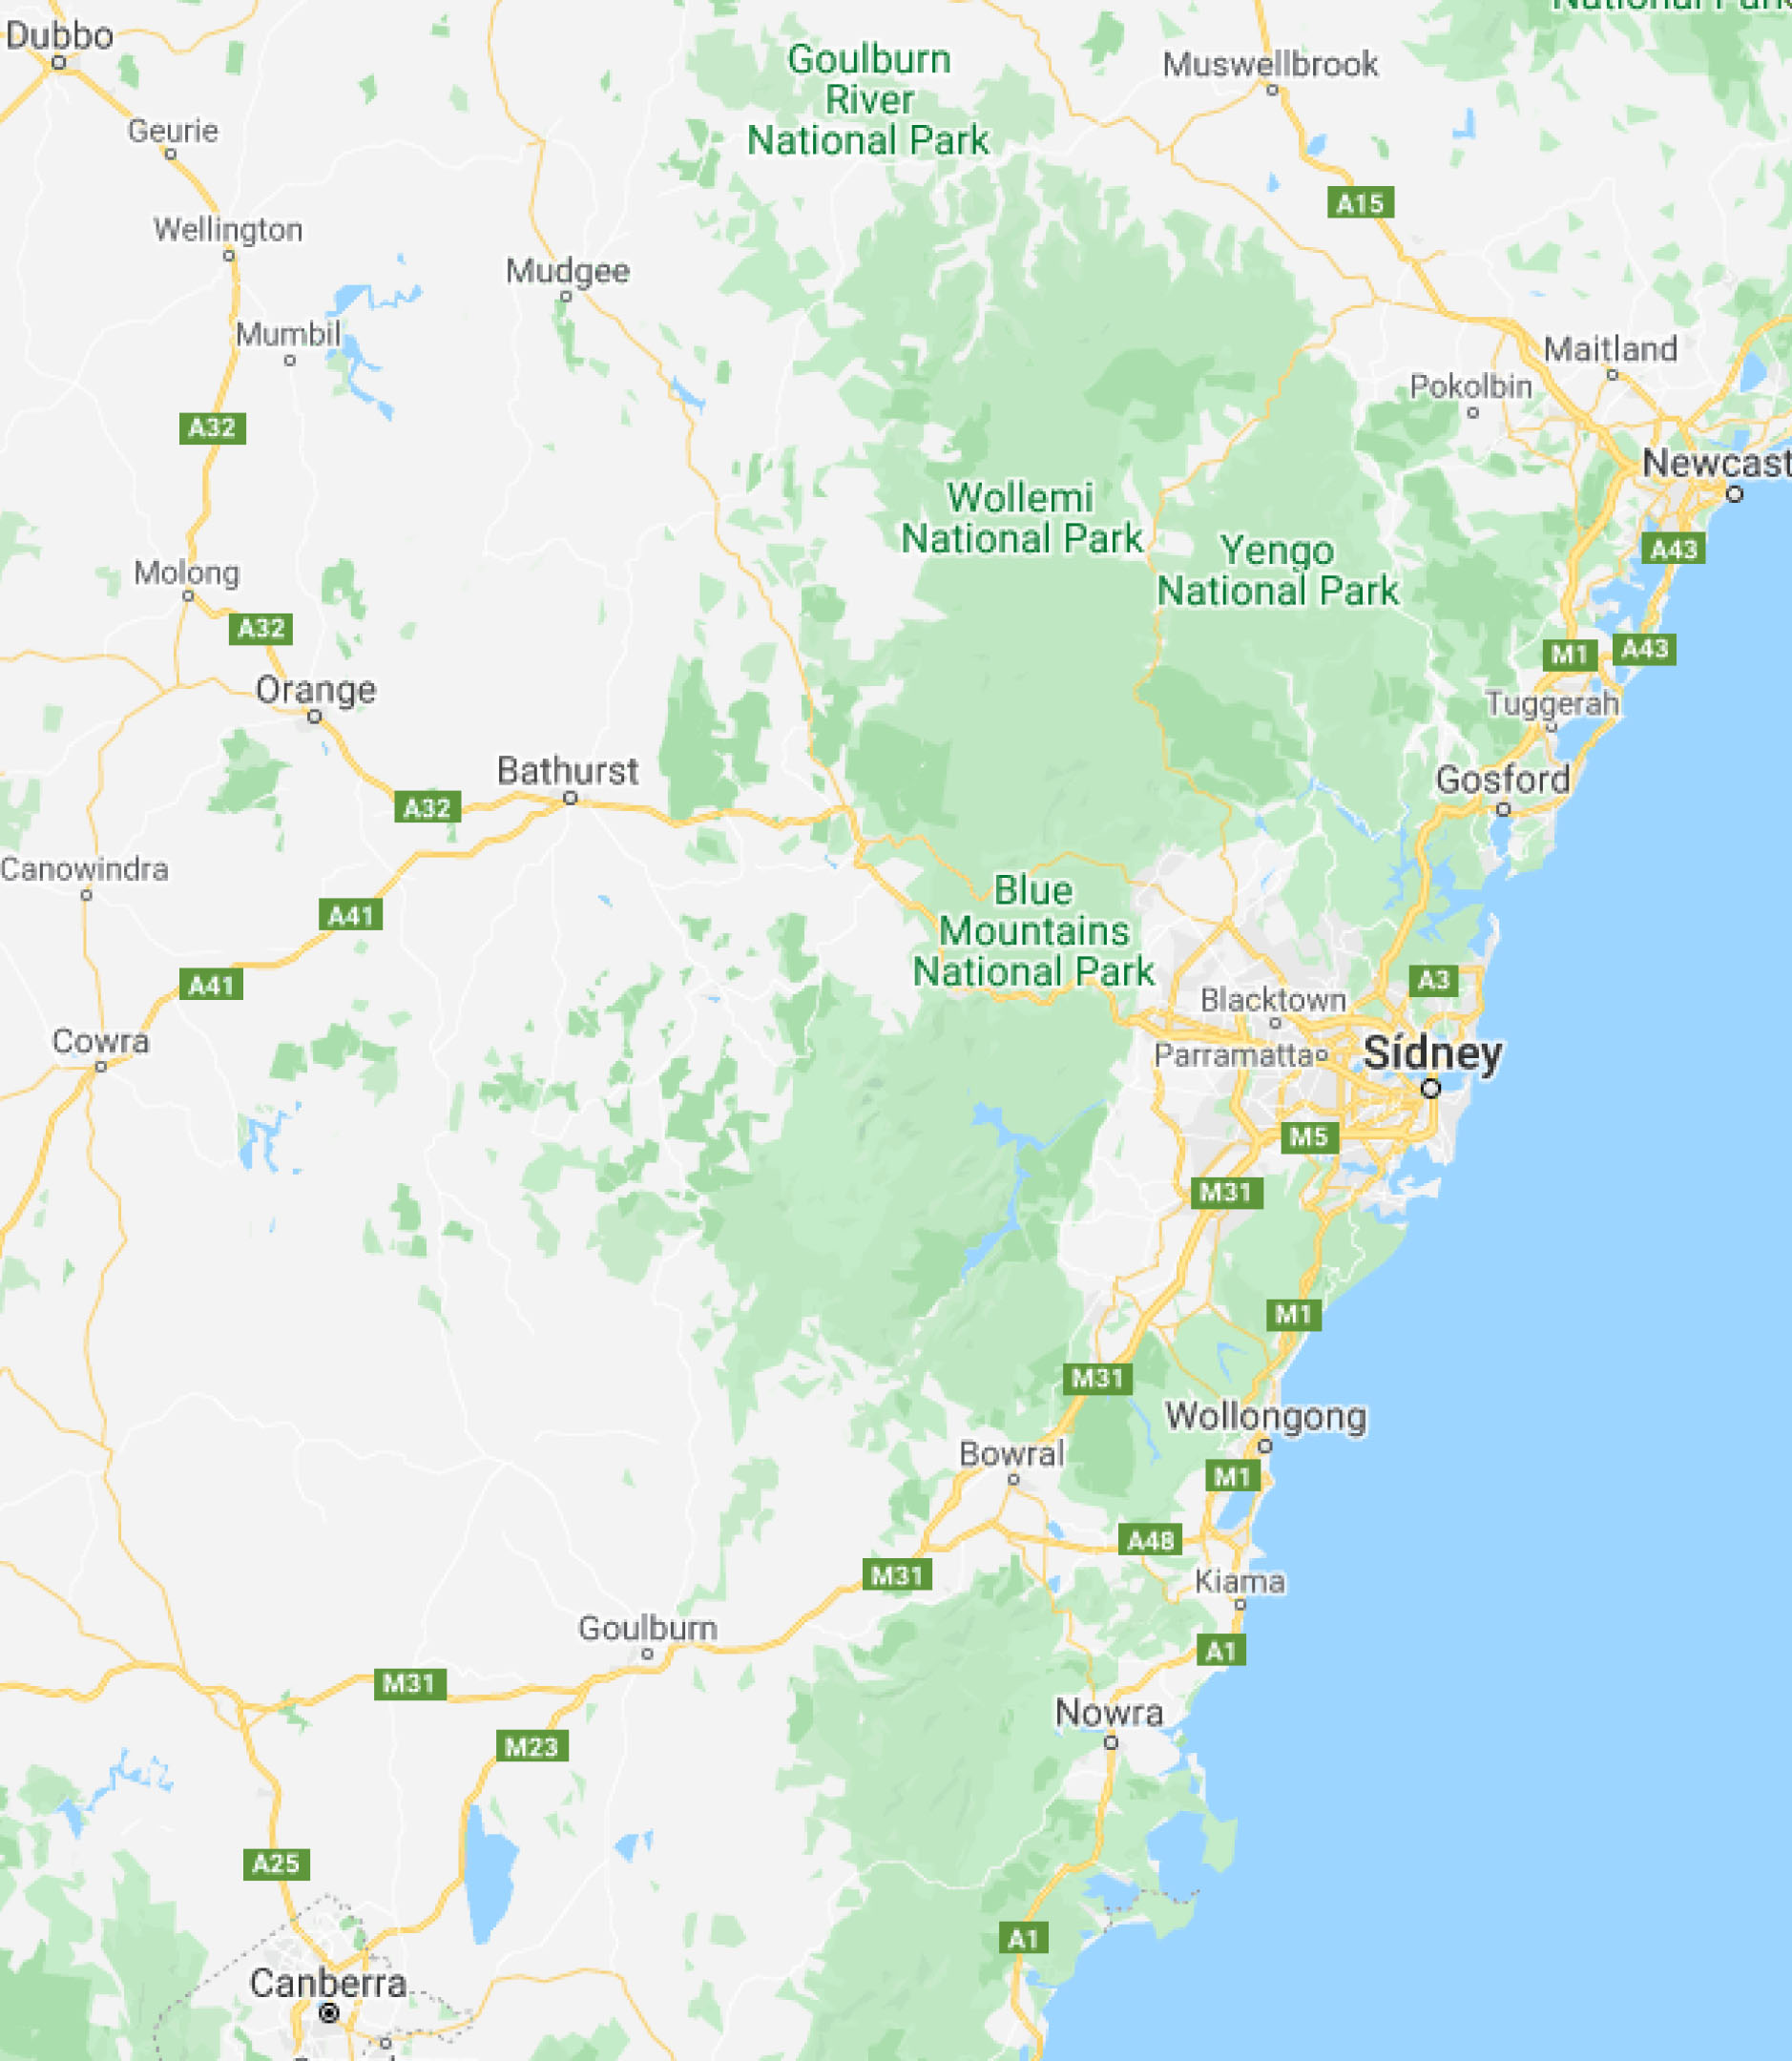 National Park
Dubbo
Goulburn
River
National Park
Muswellbrook
Geurie
A15
Wellington
Mudgee
Mumbil
Maitland
Pokolbin
A32
Newcast
Wollemi
National Park
Yengo
National Park
A43
Molong
A32
M1
A43
Orange
Tuggerah
Bathurst
Gosford
A32
Canowindra
Blue
Mountains
National Park
A41
A41
A3
Blacktown
Cowra
Parramatta
Sídney
M5
M31
M1
M31
Wollongong
Bowral
M1
A48
M31
Kiama
Goulburn
A1
M31
Nowra
M23
A25
A1
Canberra